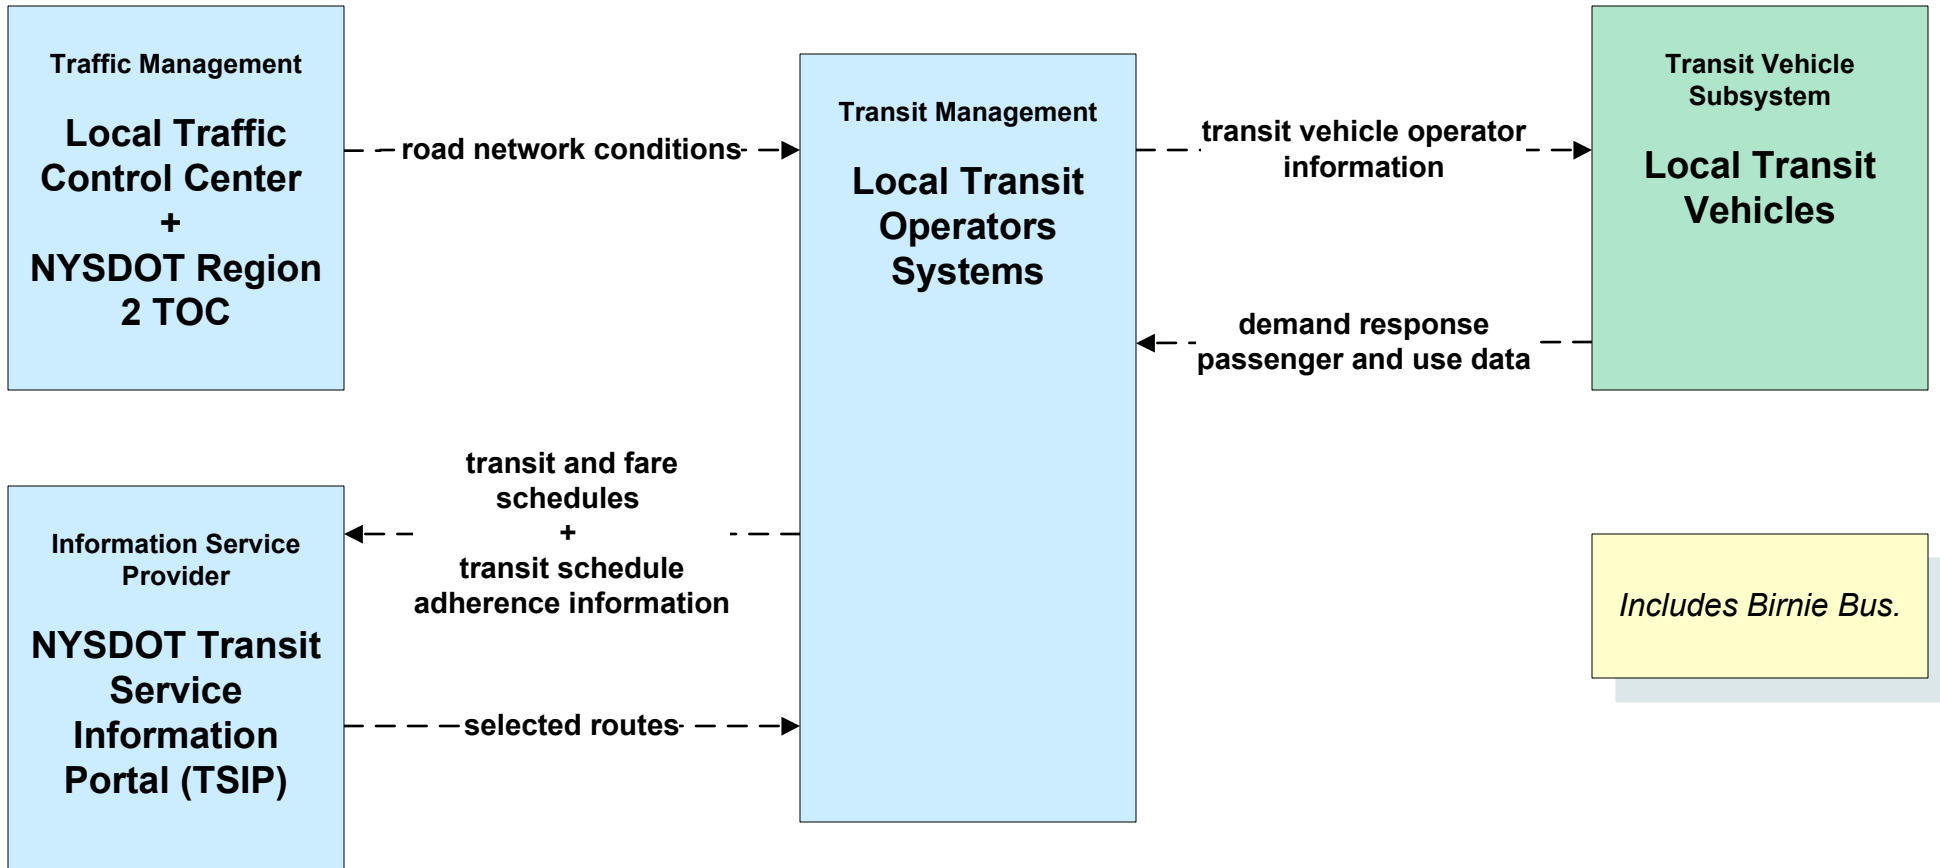 Traffic Management
Local Traffic
Control Center
+
NYSDOT Region
2 TOC
road network conditions
Transit Management
Local Transit
Operators
Systems
transit vehicle operator
information
Transit Vehicle
Subsystem
Local Transit
Vehicles
demand response
passenger and use data
transit and fare
schedules
+
transit schedule
adherence information
Information Service
Provider
NYSDOT Transit
Service
Information
Portal (TSIP)
selected routes
Includes Birnie Bus.